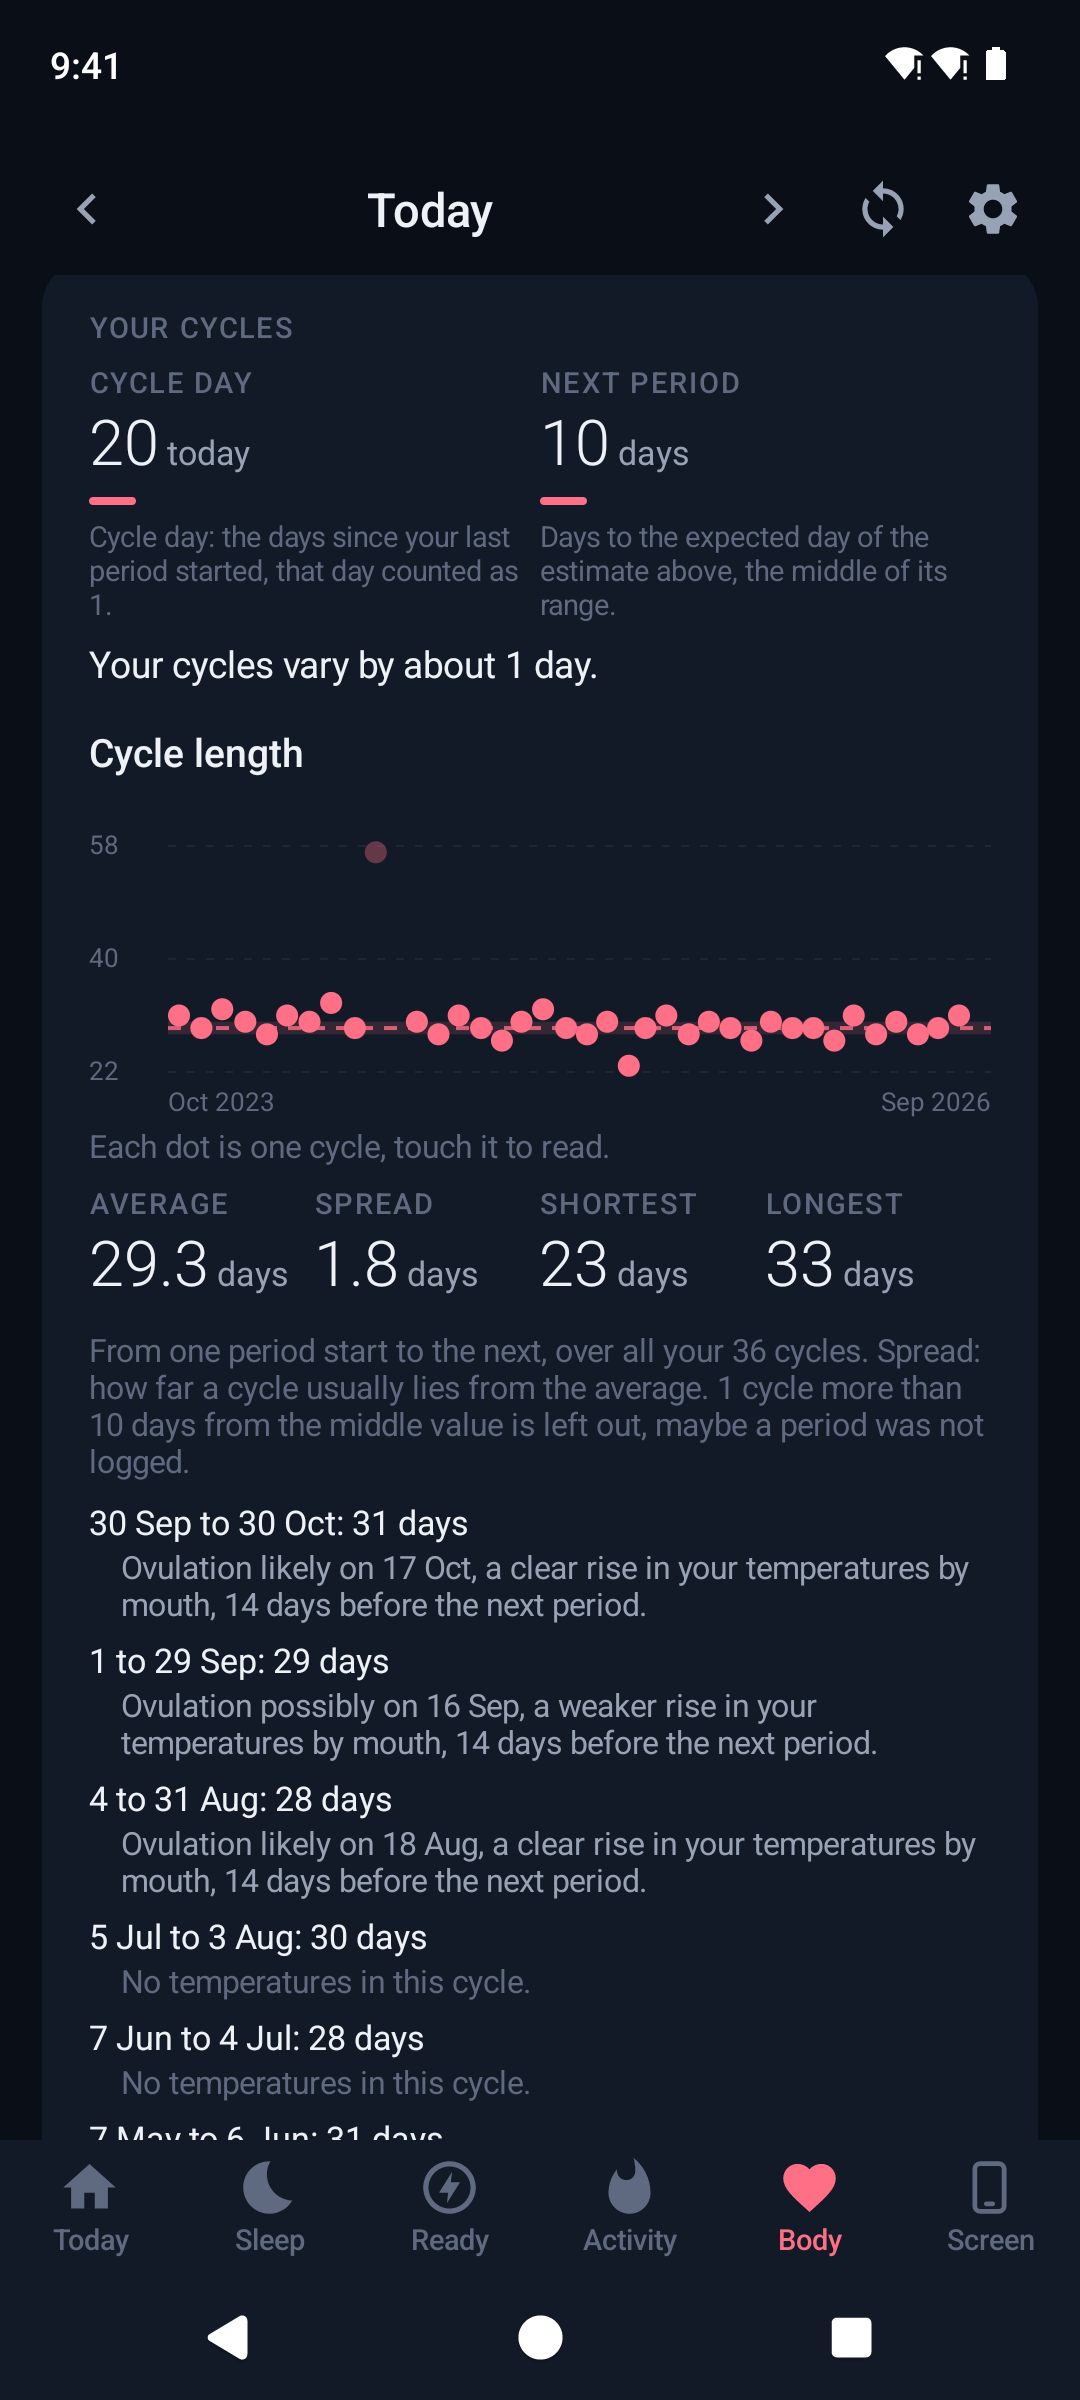 9:41
Today
YOUR CYCLES
CYCLE DAY
NEXT PERIOD
20 today
10 days
Cycle day: the days since your last
period started, that day counted as
1.
Days to the expected day of the
estimate above, the middle of its
range.
Your cycles vary by about 1 day.
Cycle length
58
40
22
Oct 2023
Sep 2026
Each dot is one cycle, touch it to read.
AVERAGE
SPREAD
SHORTEST
LONGEST
29.3 days
1.8 days
23 days
33 days
From one period start to the next, over all your 36 cycles. Spread:
how far a cycle usually lies from the average. 1 cycle more than
10 days from the middle value is left out, maybe a period was not
logged.
30 Sep to 30 Oct: 31 days
Ovulation likely on 17 Oct, a clear rise in your temperatures by
mouth, 14 days before the next period.
1 to 29 Sep: 29 days
Ovulation possibly on 16 Sep, a weaker rise in your
temperatures by mouth, 14 days before the next period.
4 to 31 Aug: 28 days
Ovulation likely on 18 Aug, a clear rise in your temperatures by
mouth, 14 days before the next period.
5 Jul to 3 Aug: 30 days
No temperatures in this cycle.
7 Jun to 4 Jul: 28 days
No temperatures in this cycle.
7 May to 6 Jun: 31 days
Today
Sleep
Ready
Activity
Body
Screen